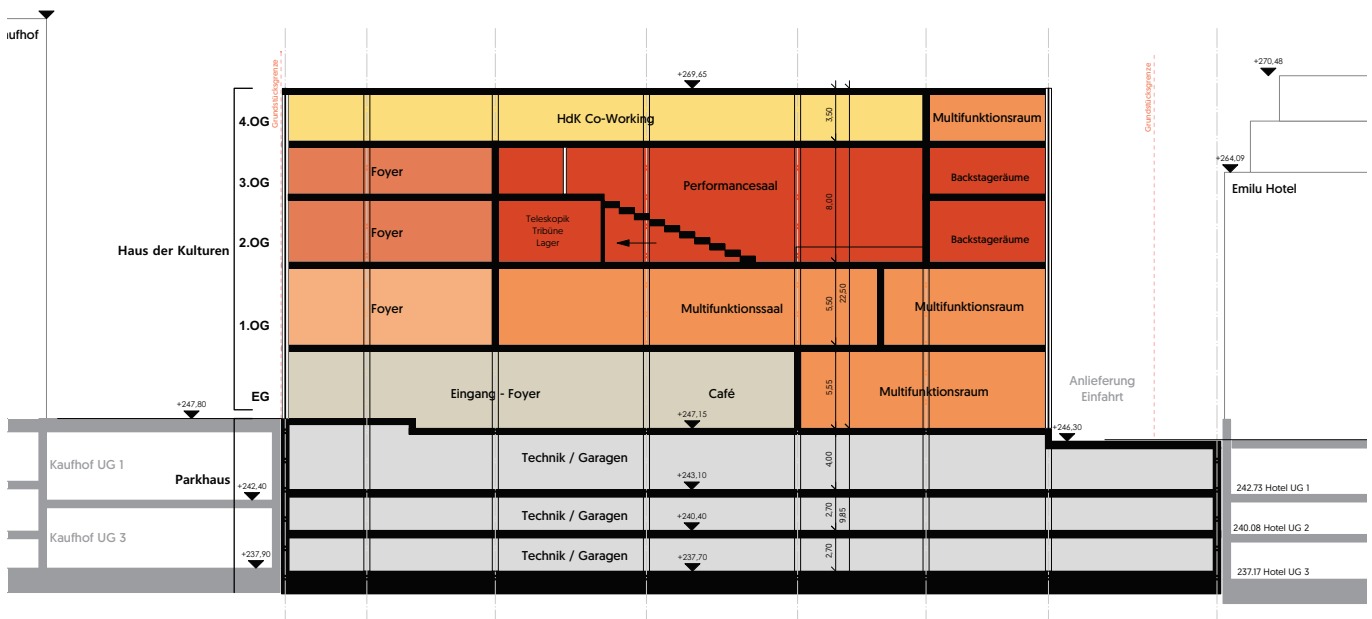 aufhof
+269,65
+270,48
Grundstücksgrenze
Grundstücksgrenze
4.OG
HdK Co-Working
Multifunktionsraum
3,50
3.OG
Foyer
Performancesaal
Backstageräume
+264,09
Emilu Hotel
8,00
Haus der Kulturen
2.OG
Foyer
Teleskopik
Tribüne
Lager
Backstageräume
1.OG
Foyer
Multifunktionssaal
Multifunktionsraum
5,50
22,50
EG
Eingang - Foyer
Café
Multifunktionsraum
5,55
Anlieferung
Einfahrt
+247,80
+247,15
+246,30
Kaufhof UG 1
Parkhaus
Technik / Garagen
4,00
+242,40
+243,10
242.73 Hotel UG 1
Kaufhof UG 3
Technik / Garagen
2,70
9,85
+240,40
240.08 Hotel UG 2
+237,90
Technik / Garagen
2,70
+237,70
237.17 Hotel UG 3